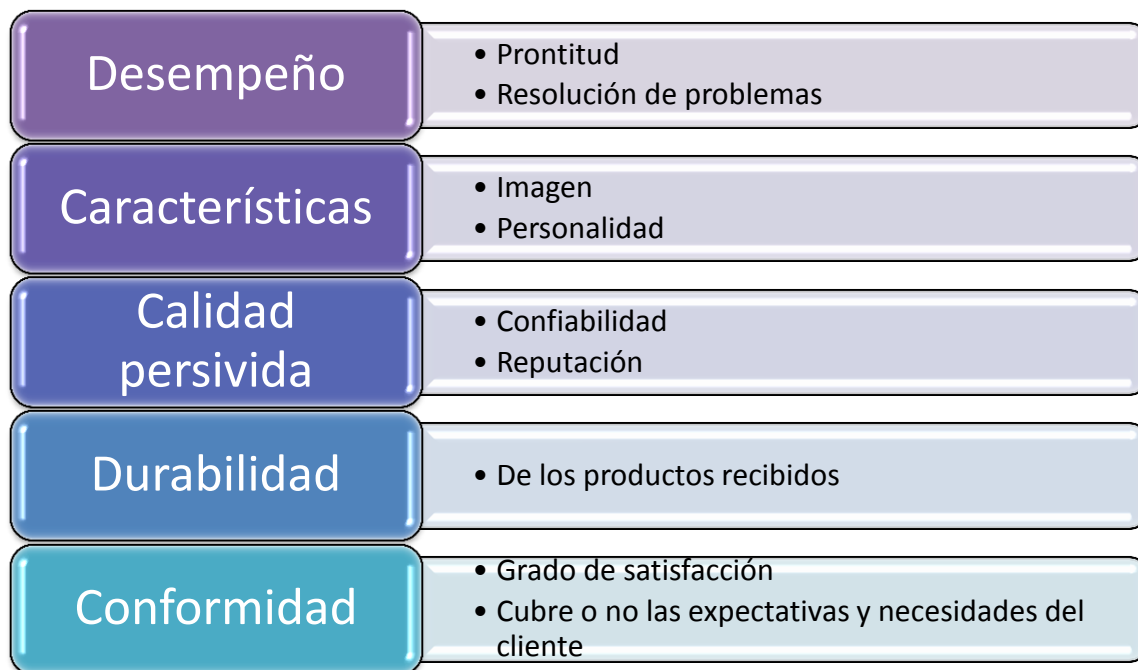 Desempeño
• Prontitud
• Resolución de problemas
Características
• Imagen
• Personalidad
Calidad
persivida
• Confiabilidad
• Reputación
Durabilidad
• De los productos recibidos
Conformidad
• Grado de satisfacción
• Cubre o no las expectativas y necesidades del
cliente